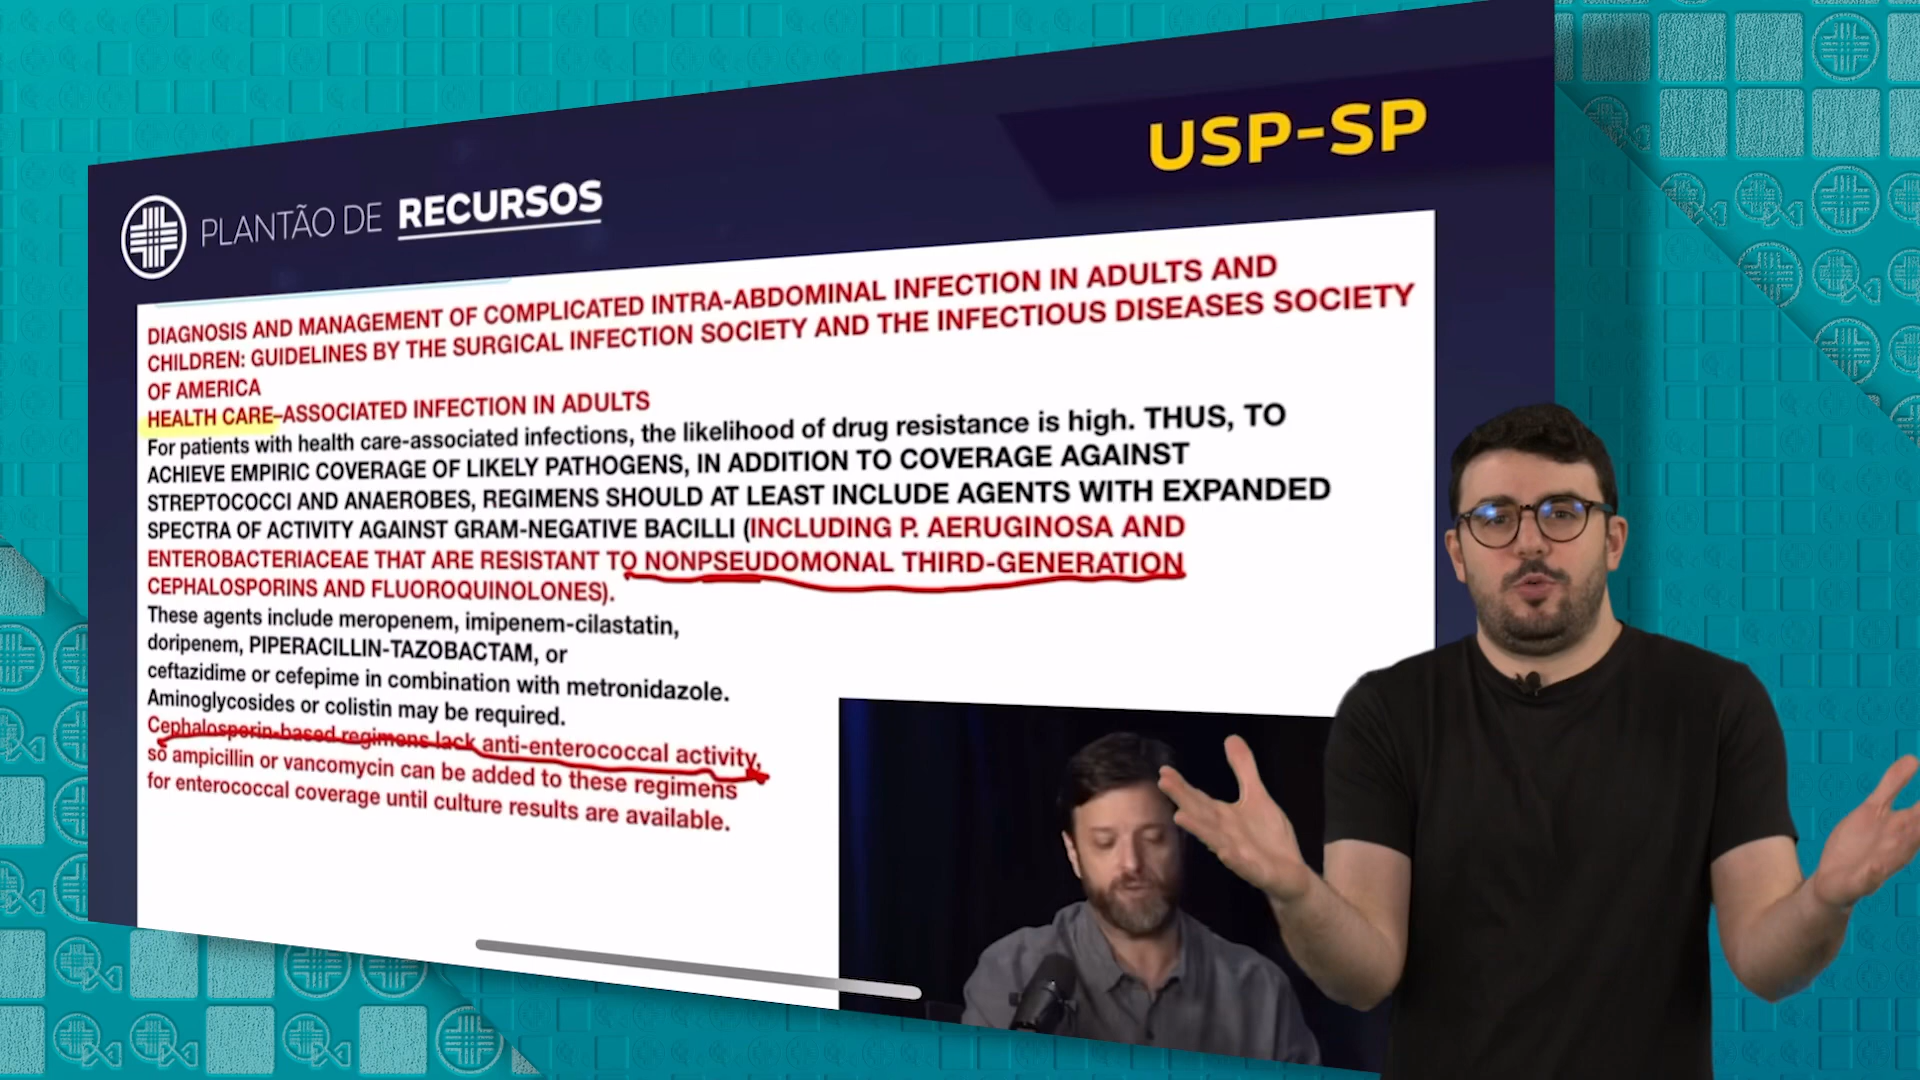 USP-SP
PLANTÃO DE RECURSOS
DIAGNOSIS AND MANAGEMENT OF COMPLICATED INTRA-ABDOMINAL INFECTION IN ADULTS AND
CHILDREN: GUIDELINES BY THE SURGICAL INFECTION SOCIETY AND THE INFECTIOUS DISEASES SOCIETY
OF AMERICA
HEALTH CARE–ASSOCIATED INFECTION IN ADULTS
For patients with health care-associated infections, the likelihood of drug resistance is high. THUS, TO
ACHIEVE EMPIRIC COVERAGE OF LIKELY PATHOGENS, IN ADDITION TO COVERAGE AGAINST
STREPTOCOCCI AND ANAEROBES, REGIMENS SHOULD AT LEAST INCLUDE AGENTS WITH EXPANDED
SPECTRA OF ACTIVITY AGAINST GRAM-NEGATIVE BACILLI (INCLUDING P. AERUGINOSA AND
ENTEROBACTERIACEAE THAT ARE RESISTANT TO NONPSEUDOMONAL THIRD-GENERATION
CEPHALOSPORINS AND FLUOROQUINOLONES).
These agents include meropenem, imipenem-cilastatin,
doripenem, PIPERACILLIN-TAZOBACTAM, or
ceftazidime or cefepime in combination with metronidazole.
Aminoglycosides or colistin may be required.
Cephalosporin-based regimens lack anti-enterococcal activity,
so ampicillin or vancomycin can be added to these regimens
for enterococcal coverage until culture results are available.